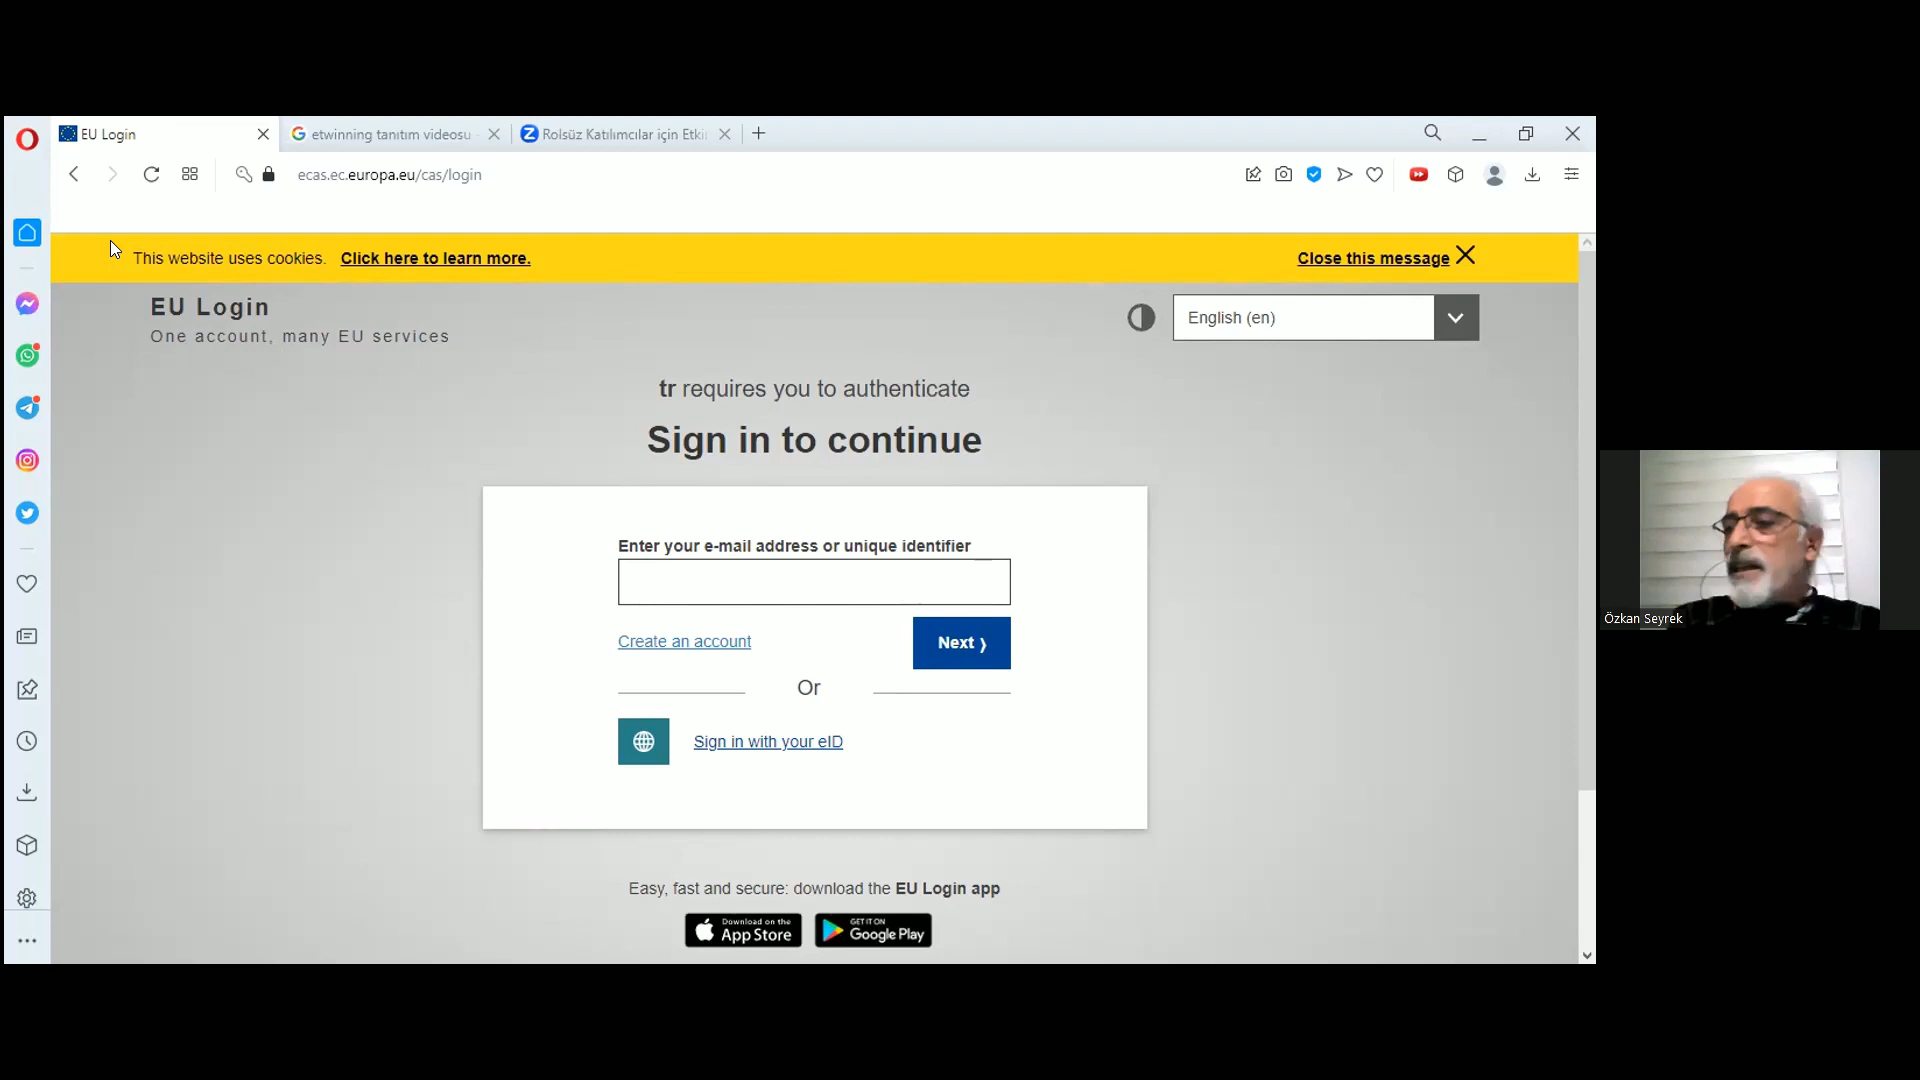 EU Login
etwinning tanıtım videosu
Rolsüz Katılımcılar için Etki
ecas.ec.europa.eu/cas/login
This website uses cookies. Click here to learn more.
Close this message
EU Login
One account, many EU services
English (en)
tr requires you to authenticate
Sign in to continue
Enter your e-mail address or unique identifier
Create an account
Next ❭
Or
Sign in with your eID
Easy, fast and secure: download the EU Login app
Download on the
App Store
GET IT ON
Google Play
Özkan Seyrek